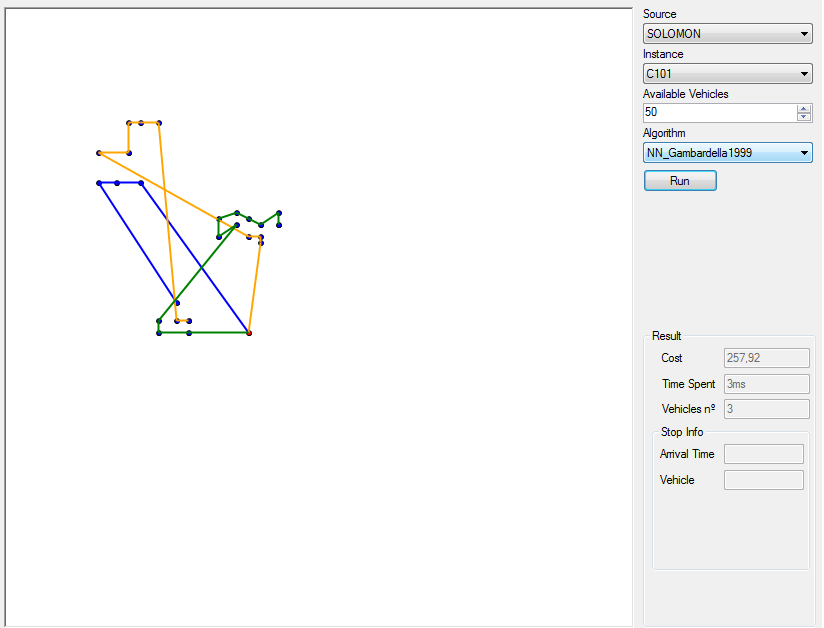 Source
SOLOMON
Instance
C101
Available Vehicles
50
Algorithm
NN_Gambardella1999
Run
Result
Cost 257,92
Time Spent 3ms
Vehicles nº 3
Stop Info
Arrival Time
Vehicle